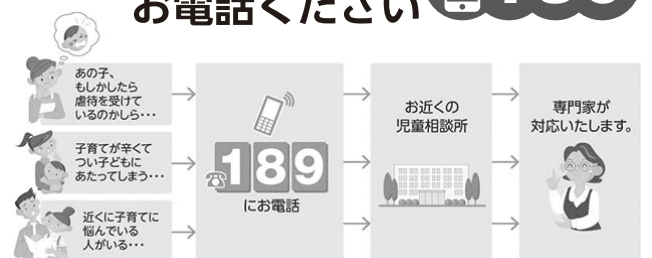 お電話ください
あの子、
もしかしたら
虐待を受けて
いるのかしら・・・
子育てが辛くて
つい子どもに
あたってしまう・・・
近くに子育てに
悩んでいる
人がいる・・・
189
にお電話
お近くの
児童相談所
専門家が
対応いたします。